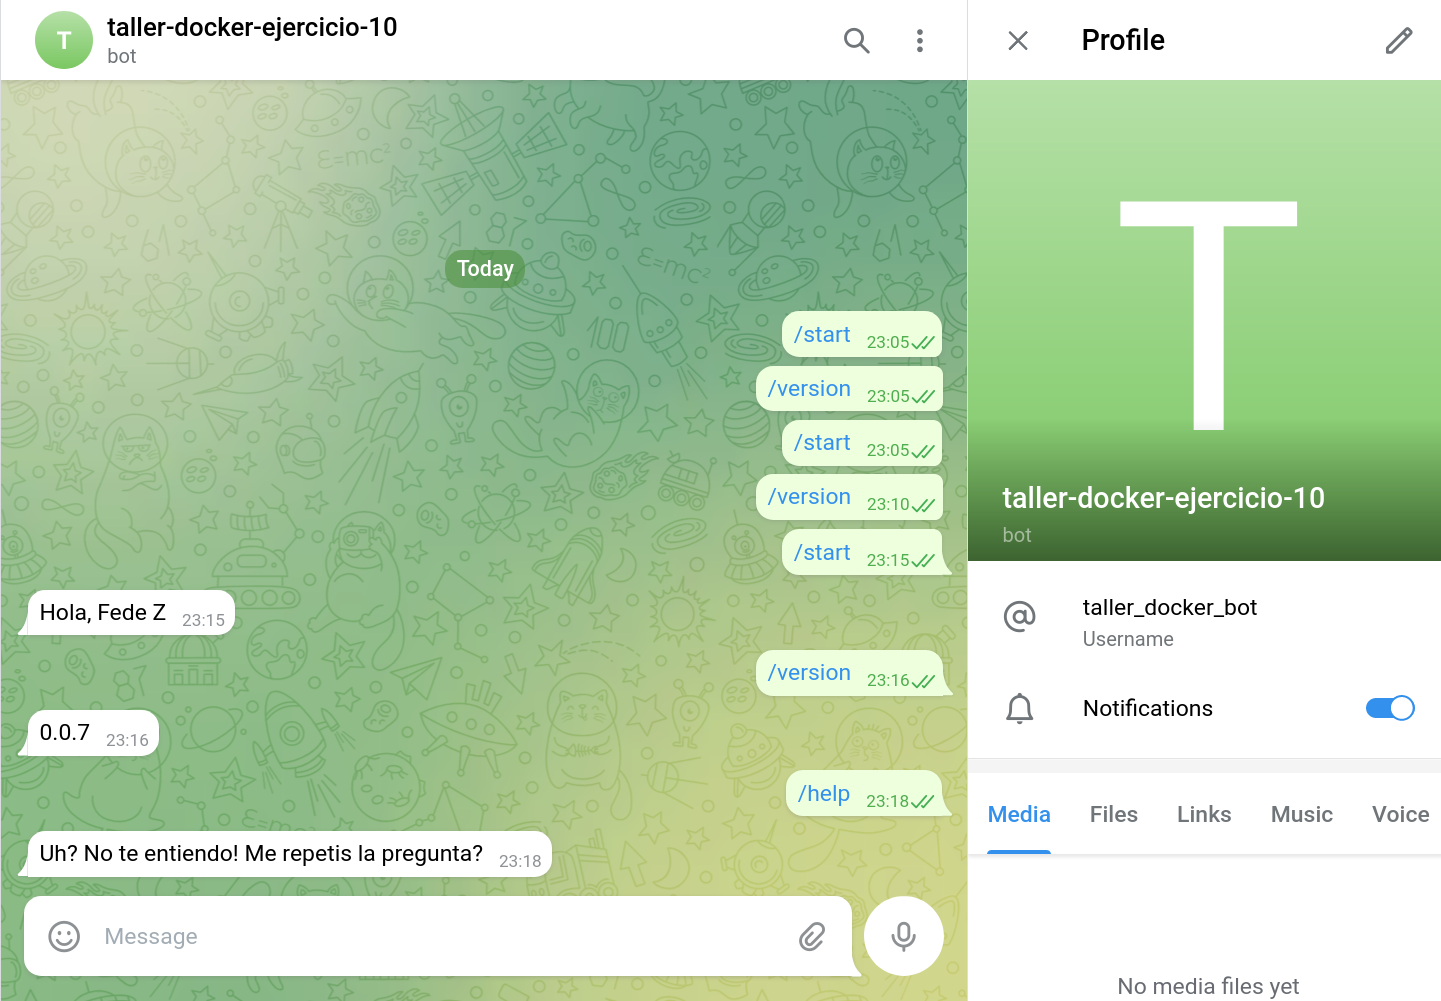 T
taller-docker-ejercicio-10
bot
Today
/start 23:05
/version 23:05
/start 23:05
/version 23:10
/start 23:15
Hola, Fede Z 23:15
/version 23:16
0.0.7 23:16
/help 23:18
Uh? No te entiendo! Me repetis la pregunta? 23:18
Message
Profile
T
taller-docker-ejercicio-10
bot
@ taller_docker_bot
Username
Notifications
Media Files Links Music Voice
No media files yet
Ɛ=mc²
Ɛ=mc²